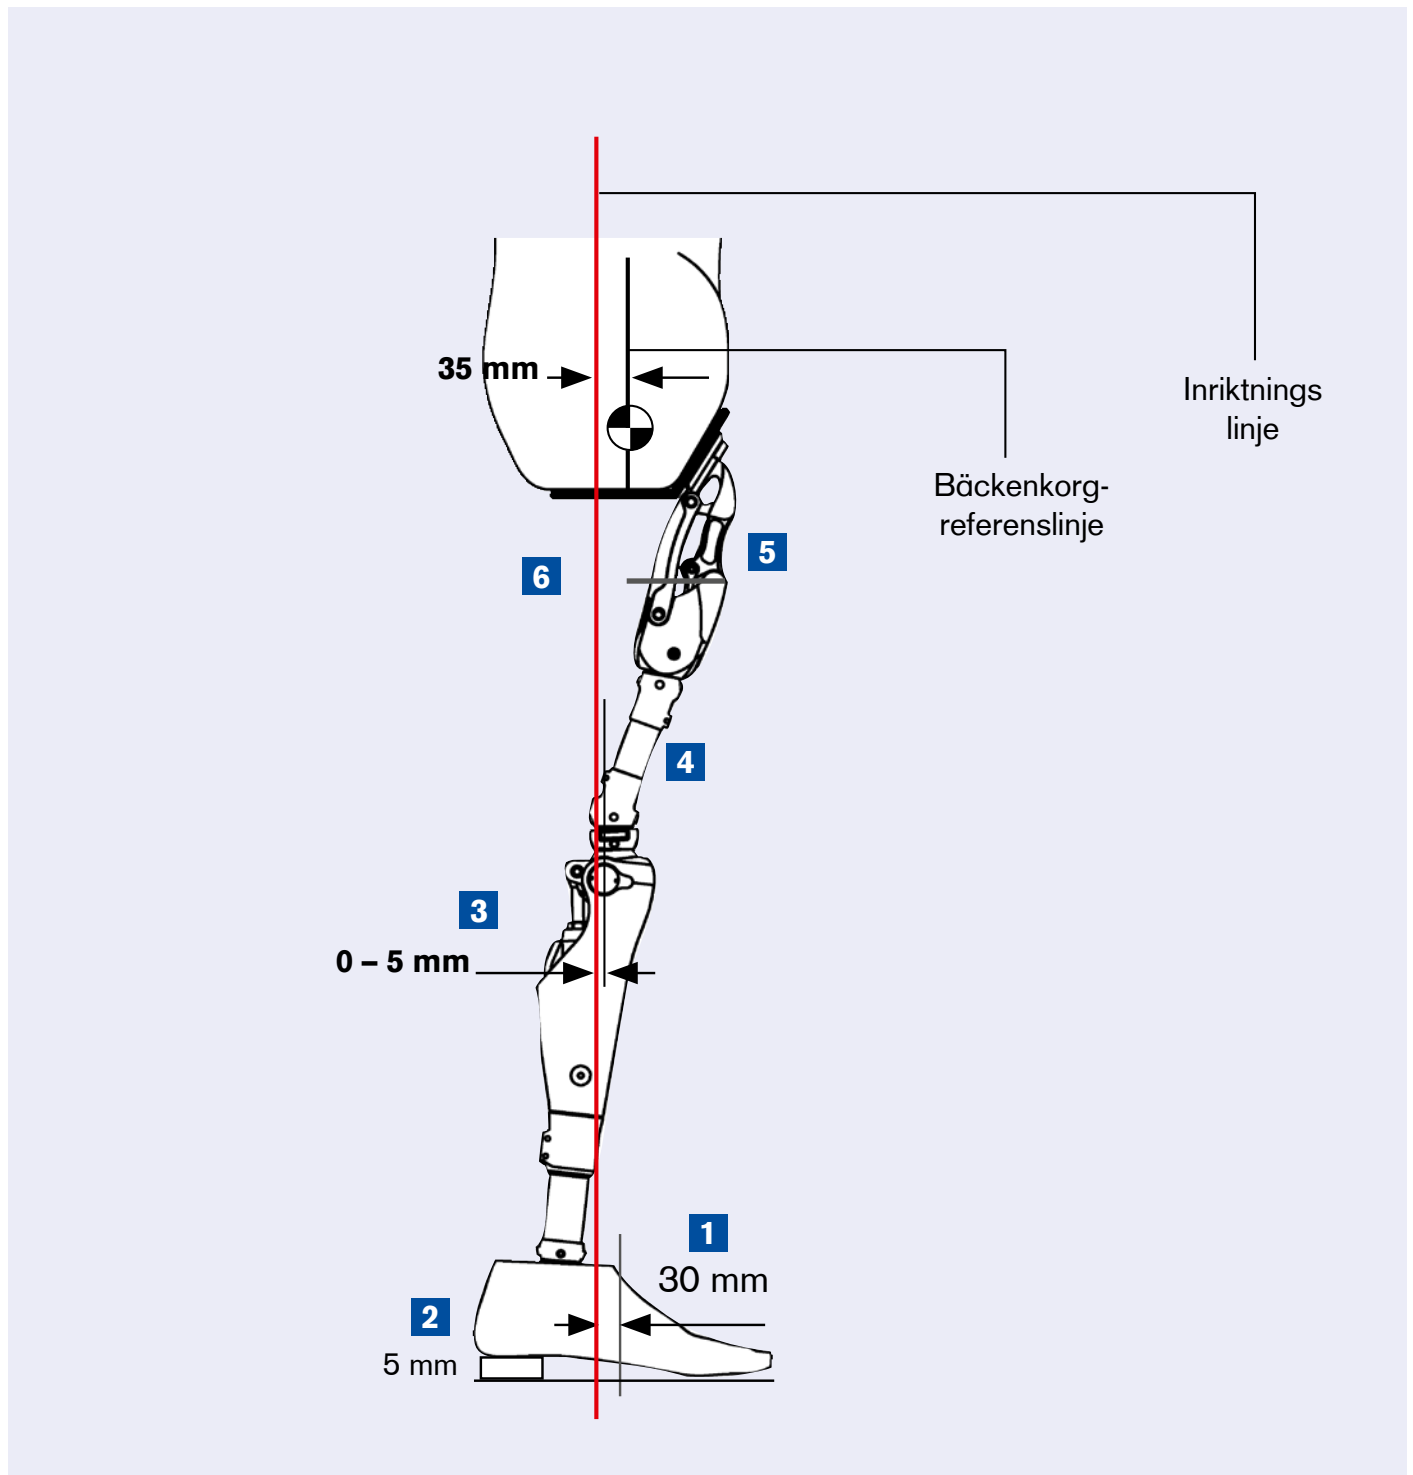 Inriktnings
linje
35 mm
Bäckenkorg-
referenslinje
5
6
4
3
0 – 5 mm
1
30 mm
2
5 mm